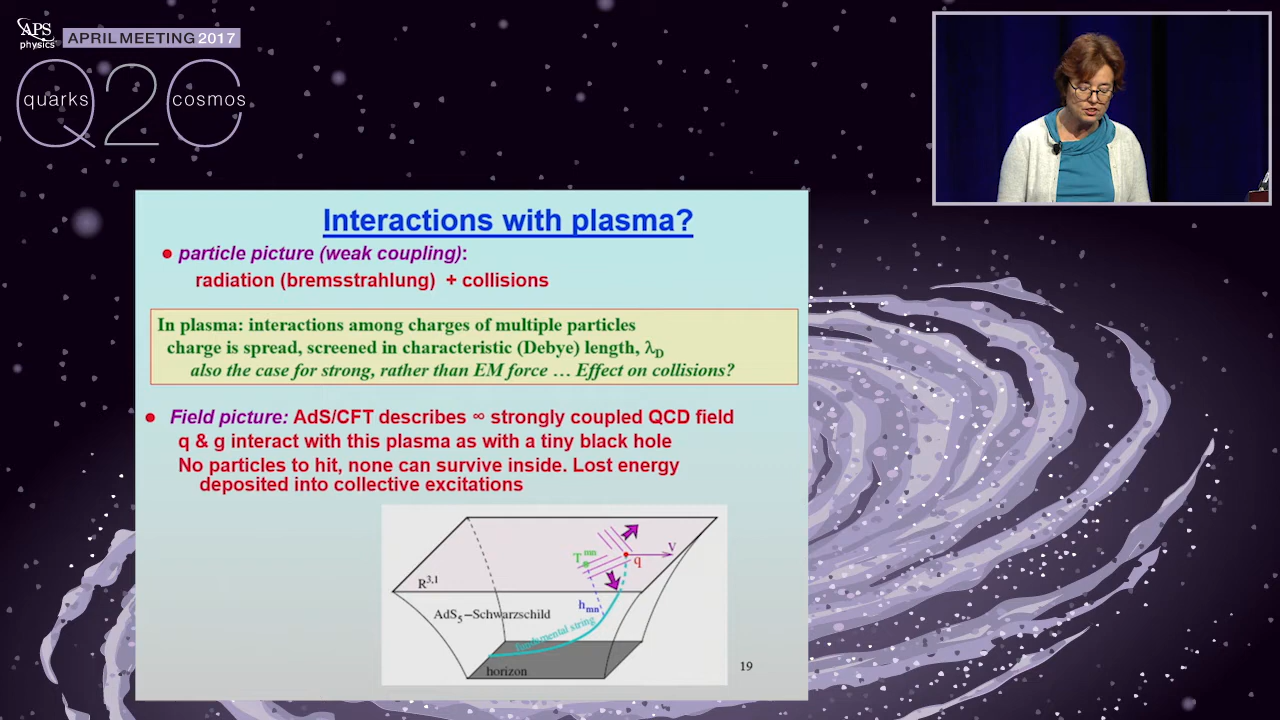 APS
physics
APRIL MEETING 2017
Q2C
quarks
cosmos
Interactions with plasma?
• particle picture (weak coupling):
radiation (bremsstrahlung) + collisions
In plasma: interactions among charges of multiple particles
charge is spread, screened in characteristic (Debye) length, λD
also the case for strong, rather than EM force … Effect on collisions?
• Field picture: AdS/CFT describes ∞ strongly coupled QCD field
q & g interact with this plasma as with a tiny black hole
No particles to hit, none can survive inside. Lost energy
deposited into collective excitations
V
T mn
q
R3,1
hmn
AdS5−Schwarzschild
fundamental string
horizon
19